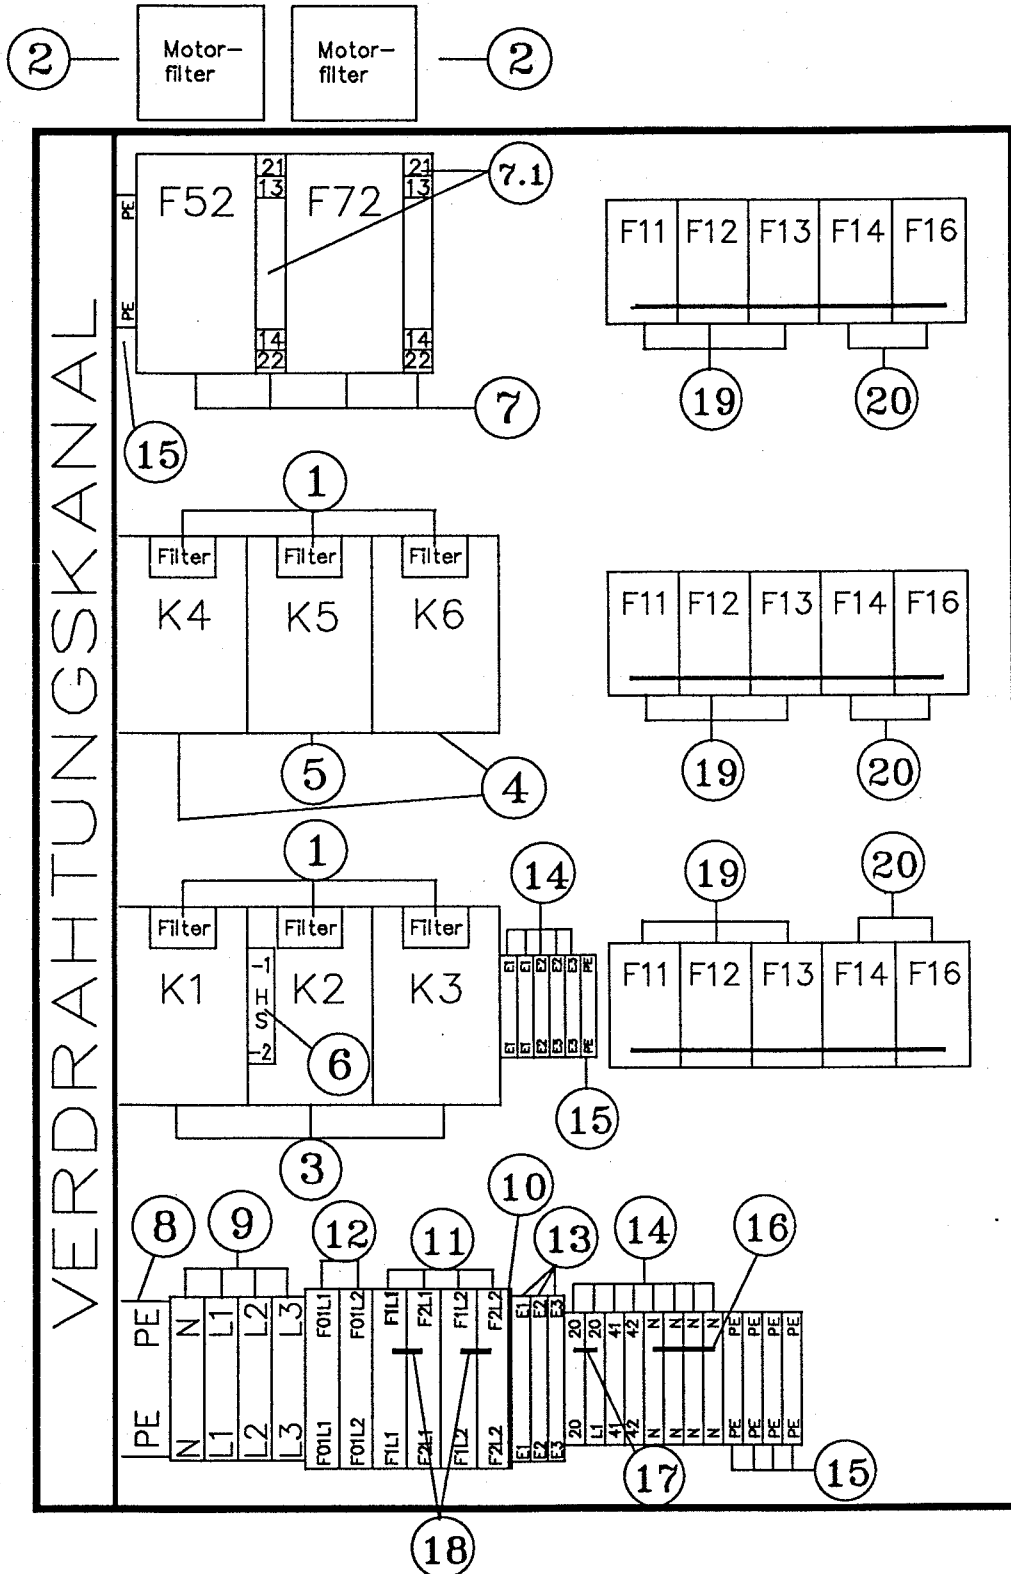 2
Motor-
filter
Motor-
filter
2
VERDRAHTUNGSKANAL
PE
PE
F52
21
13
14
22
F72
21
13
14
22
7.1
7
15
F11 F12 F13 F14 F16
19
20
1
Filter
Filter
Filter
K4
K5
K6
5
4
F11 F12 F13 F14 F16
19
20
1
Filter
Filter
Filter
K1
-1
H
S
-2
K2
K3
6
3
14
E1 E1 E2 E2 E3 PE
E1 E1 E2 E3 E3 PE
15
19
20
F11 F12 F13 F14 F16
8
9
12
11
10
13
14
16
PE N L1 L2 L3 F01L1 F01L2 F1L1 F2L1 F1L2 F2L2 E1 E2 E3 20 20 41 42 N N N N PE PE PE PE
PE N L1 L2 L3 F01L1 F01L2 F1L1 F2L1 F1L2 F2L2 E1 E2 E3 20 L1 41 42 N N N N PE PE PE PE
18
17
15